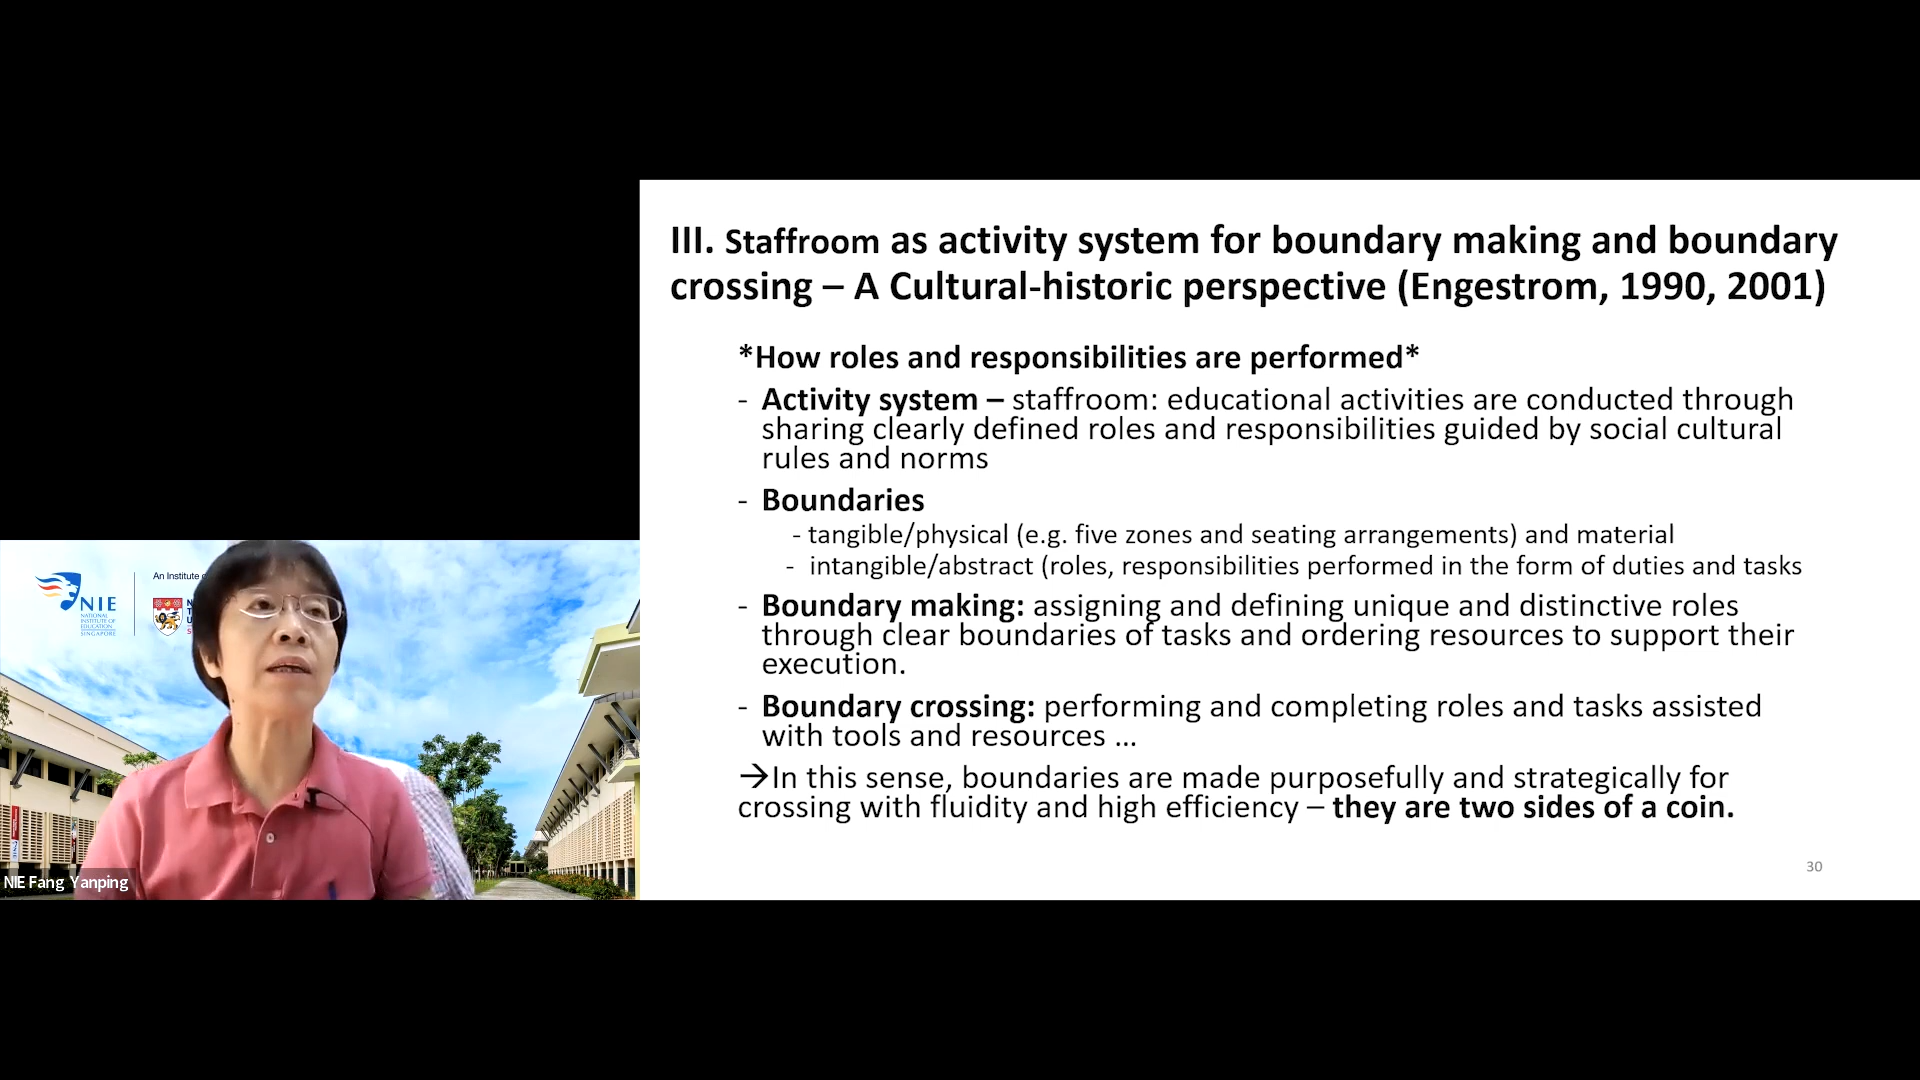 III. Staffroom as activity system for boundary making and boundary
crossing – A Cultural-historic perspective (Engestrom, 1990, 2001)
*How roles and responsibilities are performed*
- Activity system – staffroom: educational activities are conducted through
sharing clearly defined roles and responsibilities guided by social cultural
rules and norms
- Boundaries
- tangible/physical (e.g. five zones and seating arrangements) and material
- intangible/abstract (roles, responsibilities performed in the form of duties and tasks
- Boundary making: assigning and defining unique and distinctive roles
through clear boundaries of tasks and ordering resources to support their
execution.
- Boundary crossing: performing and completing roles and tasks assisted
with tools and resources ...
→In this sense, boundaries are made purposefully and strategically for
crossing with fluidity and high efficiency – they are two sides of a coin.
30
NIE
NATIONAL
INSTITUTE OF
EDUCATION
SINGAPORE
An Institute
NIE Fang Yanping